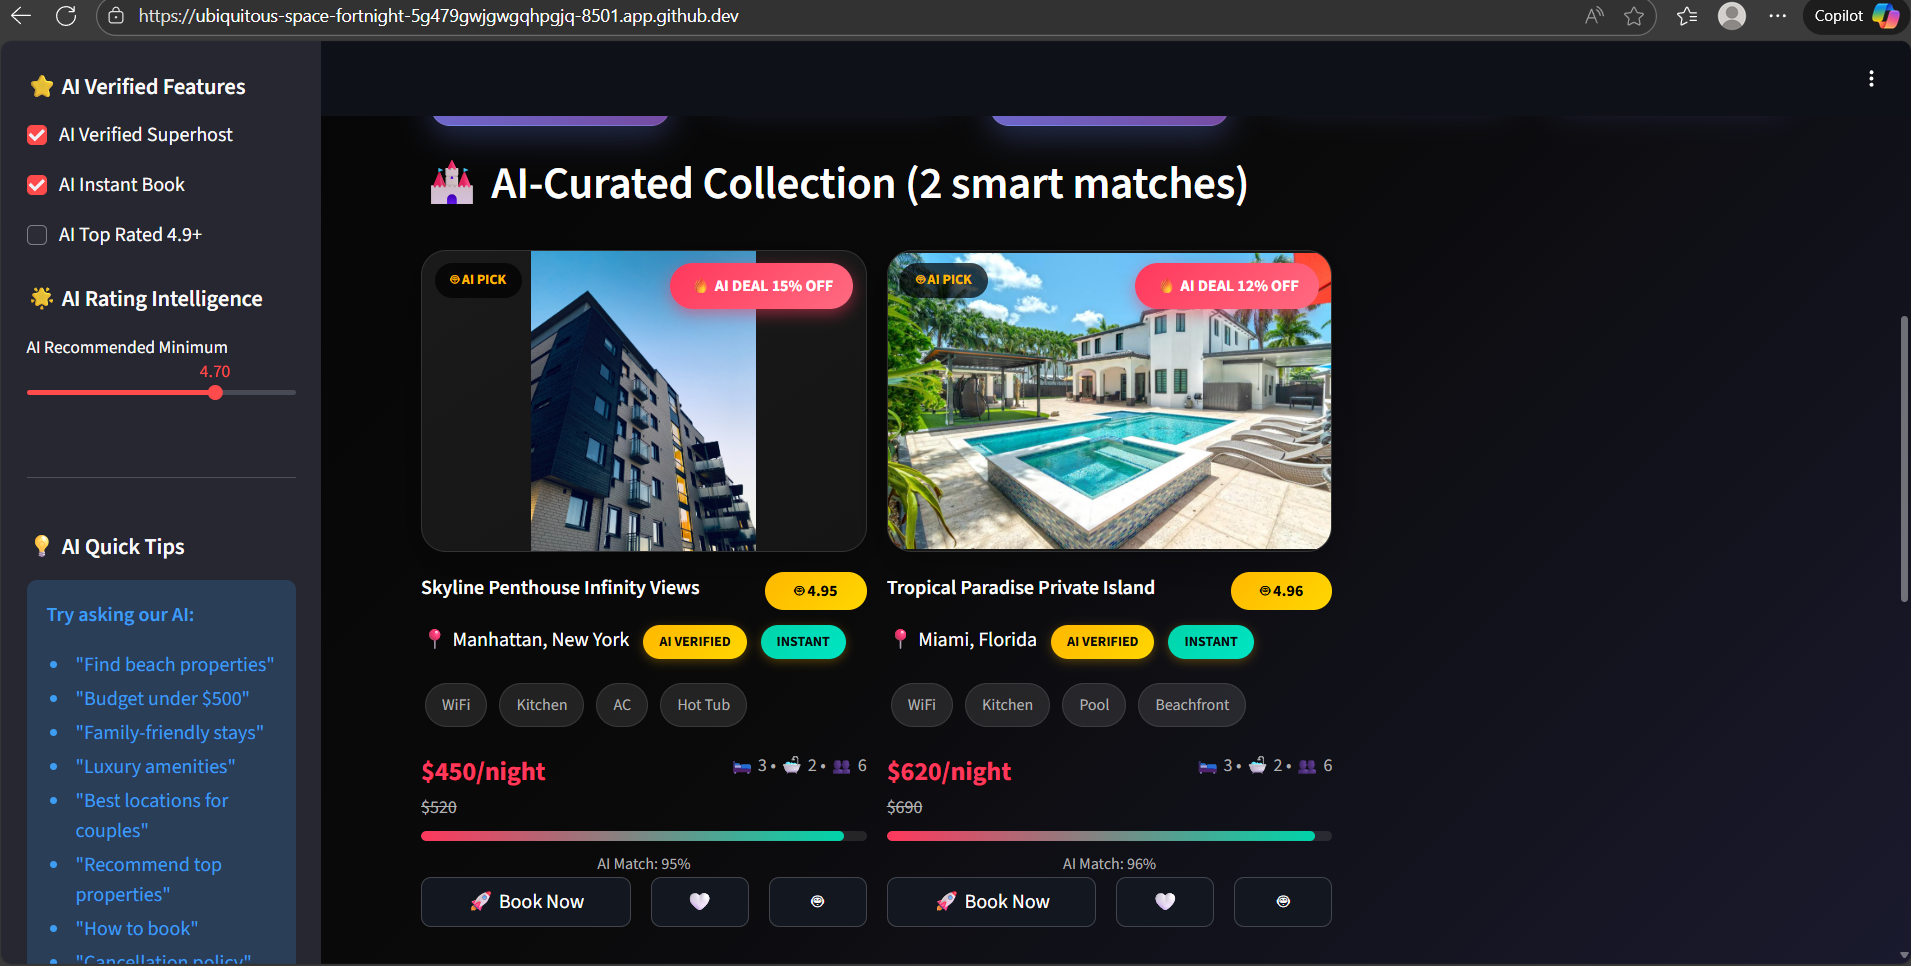 https://ubiquitous-space-fortnight-5g479gwjgwgqhpgjq-8501.app.github.dev
Copilot
AI Verified Features
AI Verified Superhost
AI Instant Book
AI Top Rated 4.9+
AI Rating Intelligence
AI Recommended Minimum
4.70
AI Quick Tips
Try asking our AI:
"Find beach properties"
"Budget under $500"
"Family-friendly stays"
"Luxury amenities"
"Best locations for
couples"
"Recommend top
properties"
"How to book"
"Cancellation policy"
AI-Curated Collection (2 smart matches)
AI PICK
AI DEAL 15% OFF
Skyline Penthouse Infinity Views
4.95
Manhattan, New York
AI VERIFIED
INSTANT
WiFi
Kitchen
AC
Hot Tub
$450/night
3 • 2 • 6
$520
AI Match: 95%
Book Now
AI PICK
AI DEAL 12% OFF
Tropical Paradise Private Island
4.96
Miami, Florida
AI VERIFIED
INSTANT
WiFi
Kitchen
Pool
Beachfront
$620/night
3 • 2 • 6
$690
AI Match: 96%
Book Now